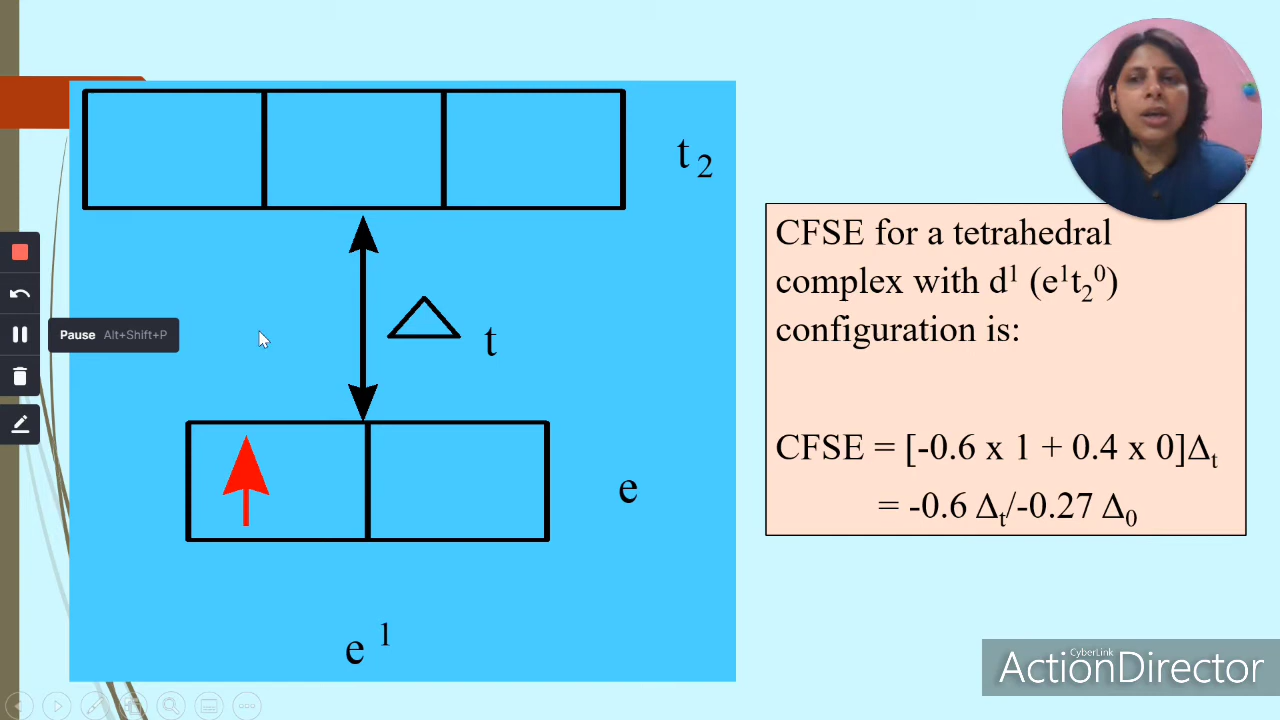 t₂
△ t
e
e¹
Pause Alt+Shift+P
CFSE for a tetrahedral
complex with d¹ (e¹t₂⁰)
configuration is:
CFSE = [-0.6 x 1 + 0.4 x 0]Δₜ
= -0.6 Δₜ/-0.27 Δ₀
CyberLink
ActionDirector